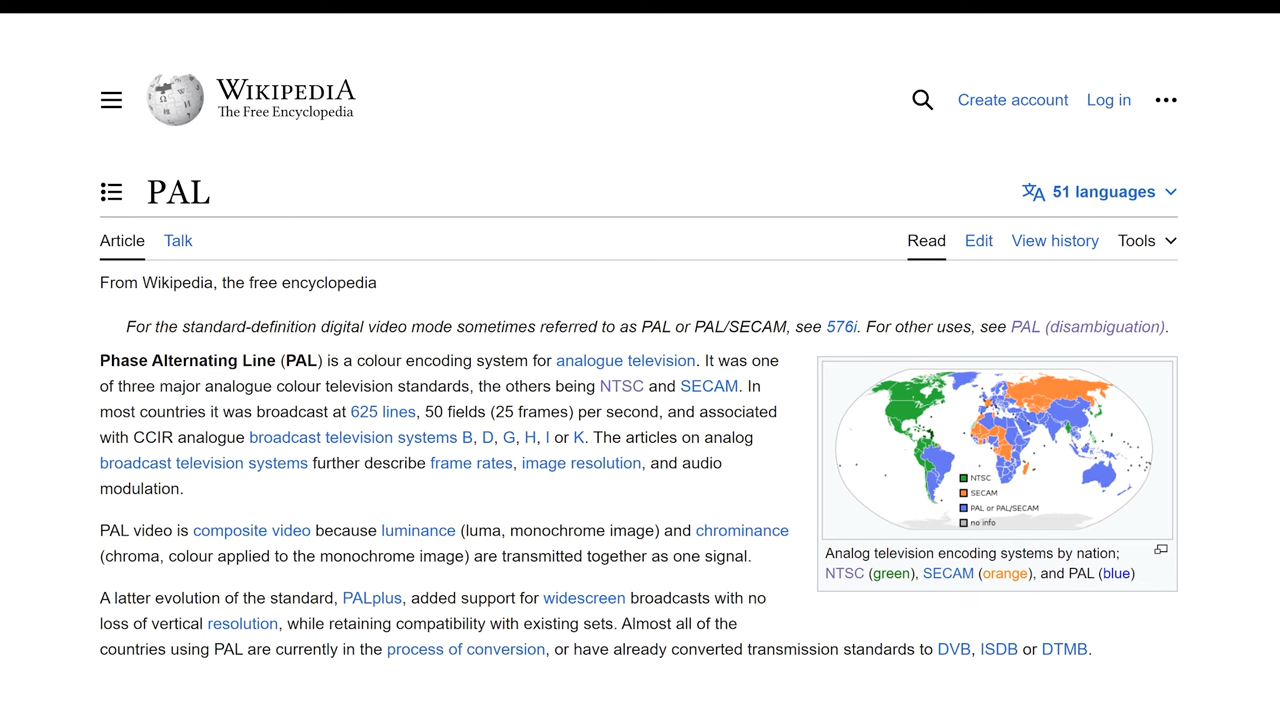 WIKIPEDIA
The Free Encyclopedia
Create account
Log in
PAL
51 languages
Article
Talk
Read
Edit
View history
Tools
From Wikipedia, the free encyclopedia
For the standard-definition digital video mode sometimes referred to as PAL or PAL/SECAM, see 576i. For other uses, see PAL (disambiguation).
Phase Alternating Line (PAL) is a colour encoding system for analogue television. It was one
of three major analogue colour television standards, the others being NTSC and SECAM. In
most countries it was broadcast at 625 lines, 50 fields (25 frames) per second, and associated
with CCIR analogue broadcast television systems B, D, G, H, I or K. The articles on analog
broadcast television systems further describe frame rates, image resolution, and audio
modulation.
PAL video is composite video because luminance (luma, monochrome image) and chrominance
(chroma, colour applied to the monochrome image) are transmitted together as one signal.
A latter evolution of the standard, PALplus, added support for widescreen broadcasts with no
loss of vertical resolution, while retaining compatibility with existing sets. Almost all of the
countries using PAL are currently in the process of conversion, or have already converted transmission standards to DVB, ISDB or DTMB.
NTSC
SECAM
PAL or PAL/SECAM
no info
Analog television encoding systems by nation;
NTSC (green), SECAM (orange), and PAL (blue)